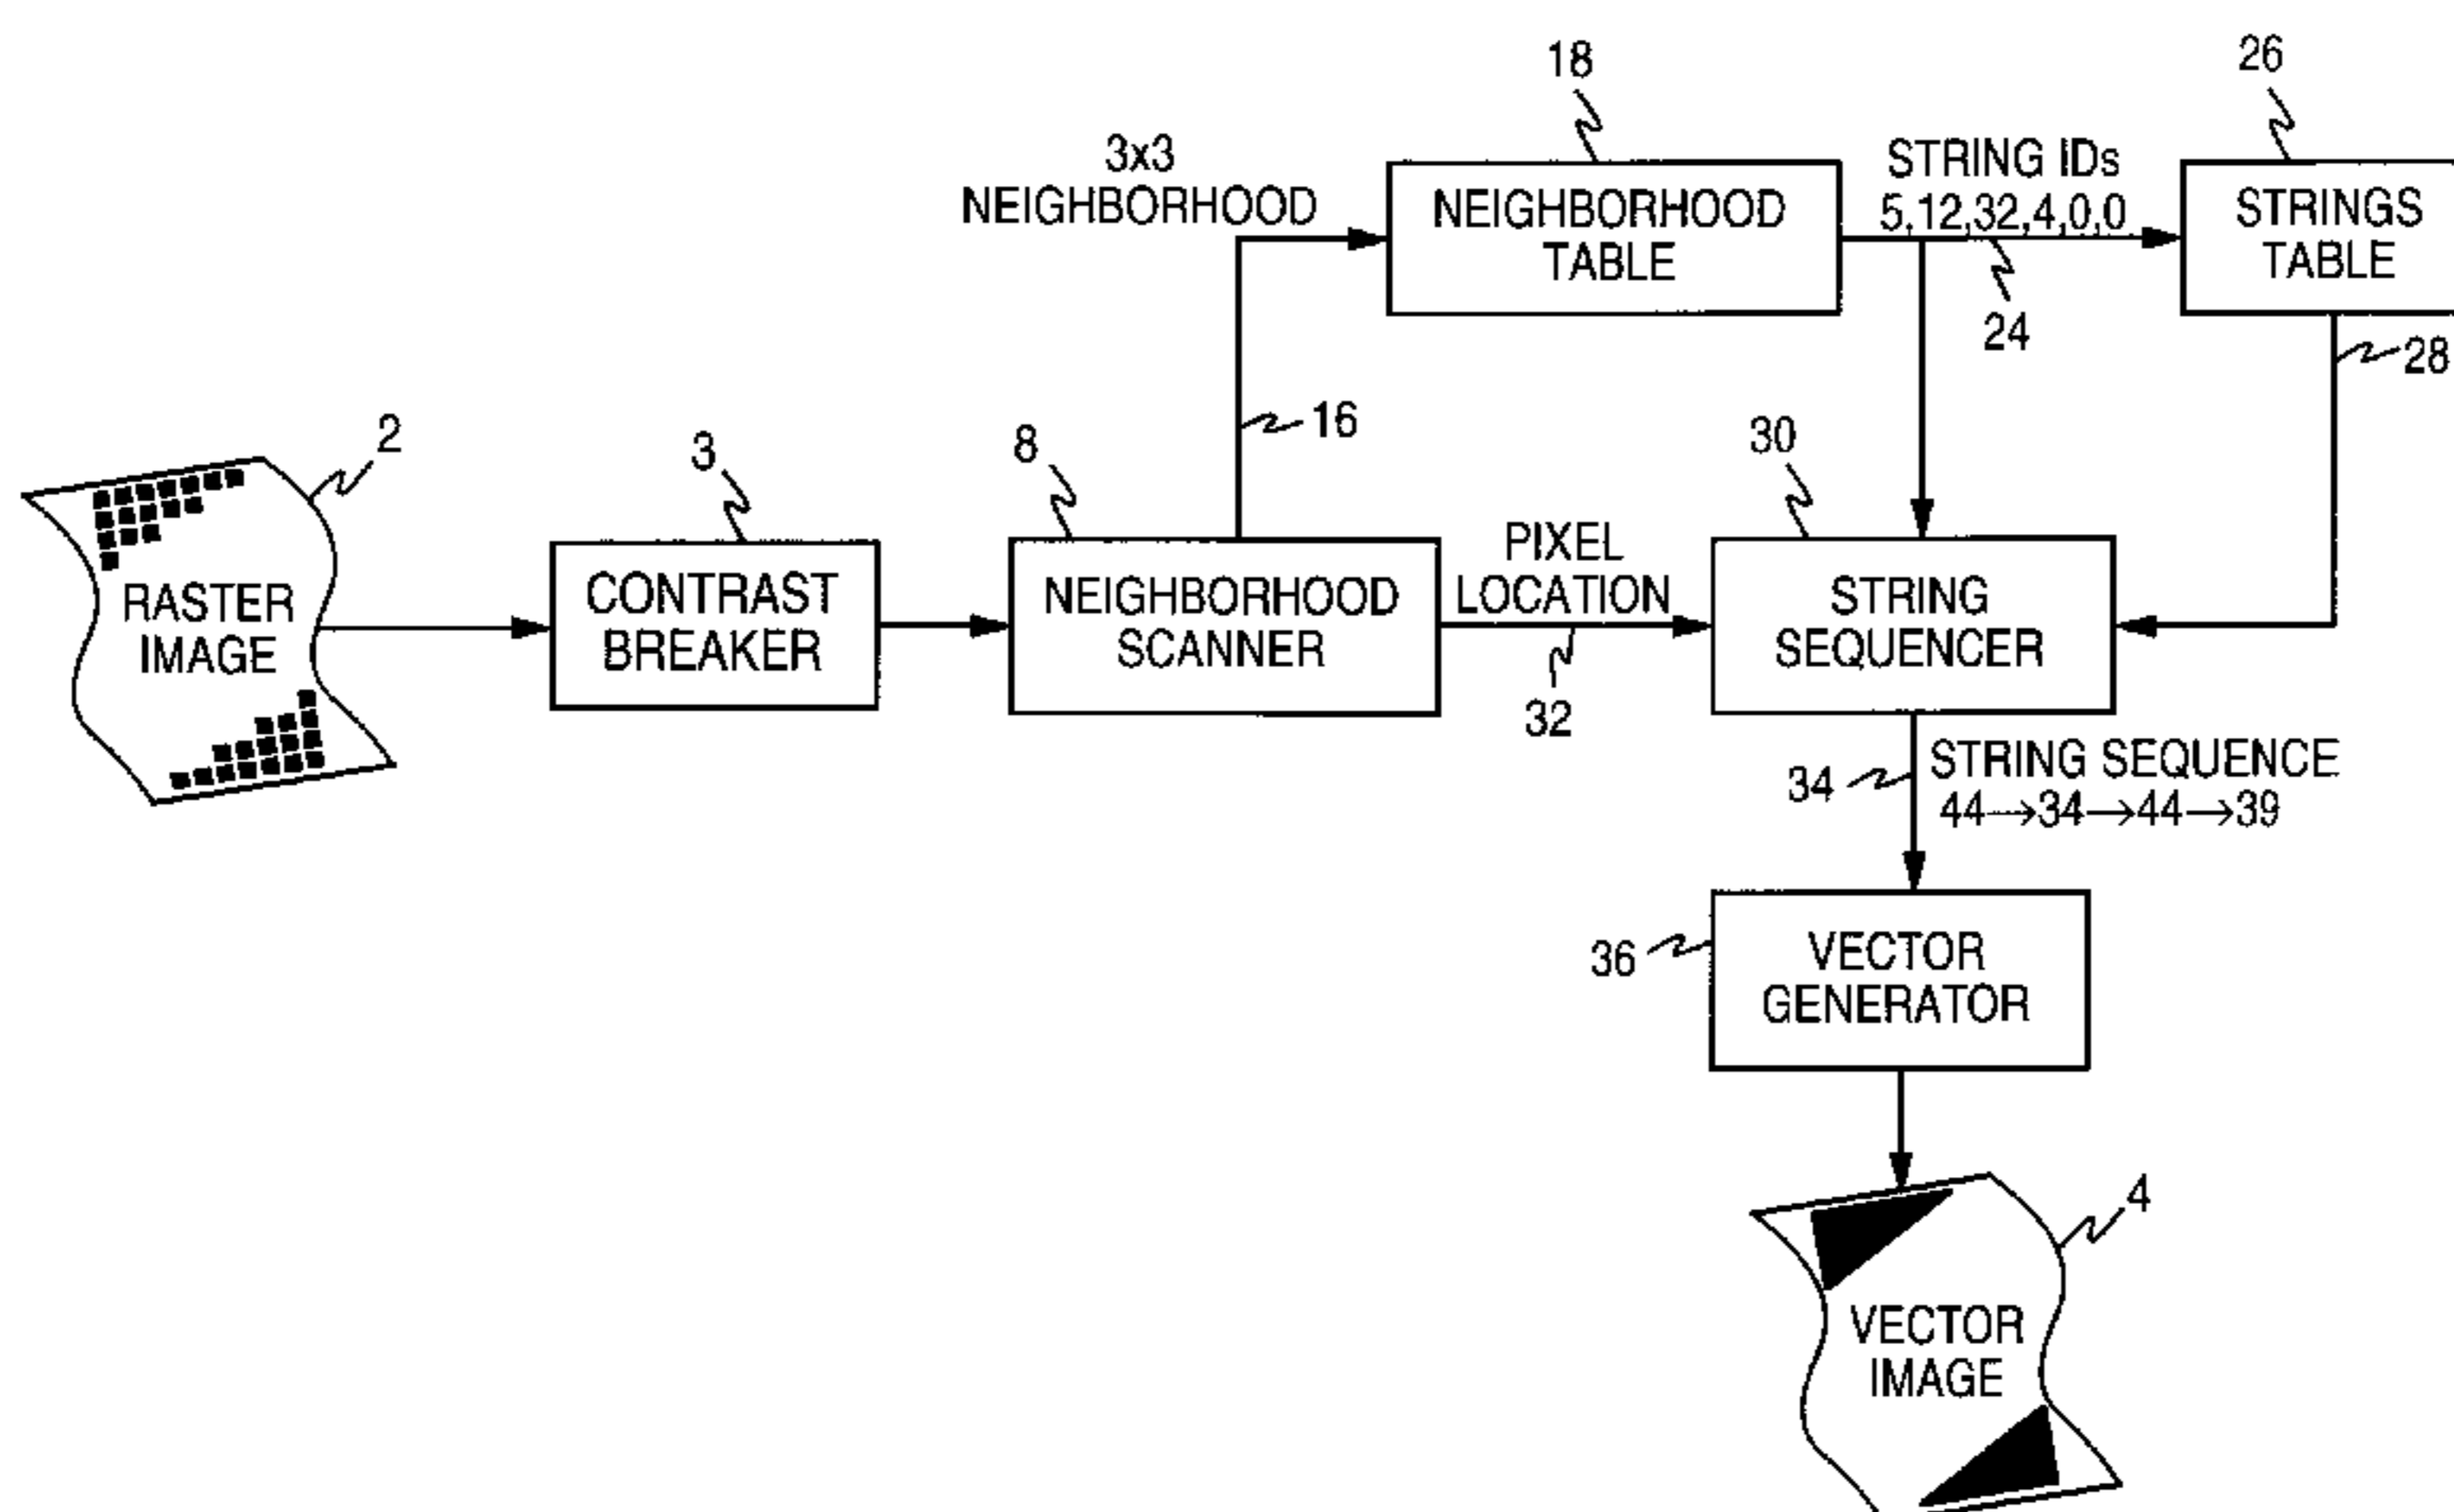 18
26
3x3
NEIGHBORHOOD
NEIGHBORHOOD
TABLE
STRING IDs
5,12,32,4,0,0
STRINGS
TABLE
24
28
2
3
8
16
30
RASTER
IMAGE
CONTRAST
BREAKER
NEIGHBORHOOD
SCANNER
PIXEL
LOCATION
32
STRING
SEQUENCER
34
STRING SEQUENCE
44→34→44→39
36
VECTOR
GENERATOR
4
VECTOR
IMAGE